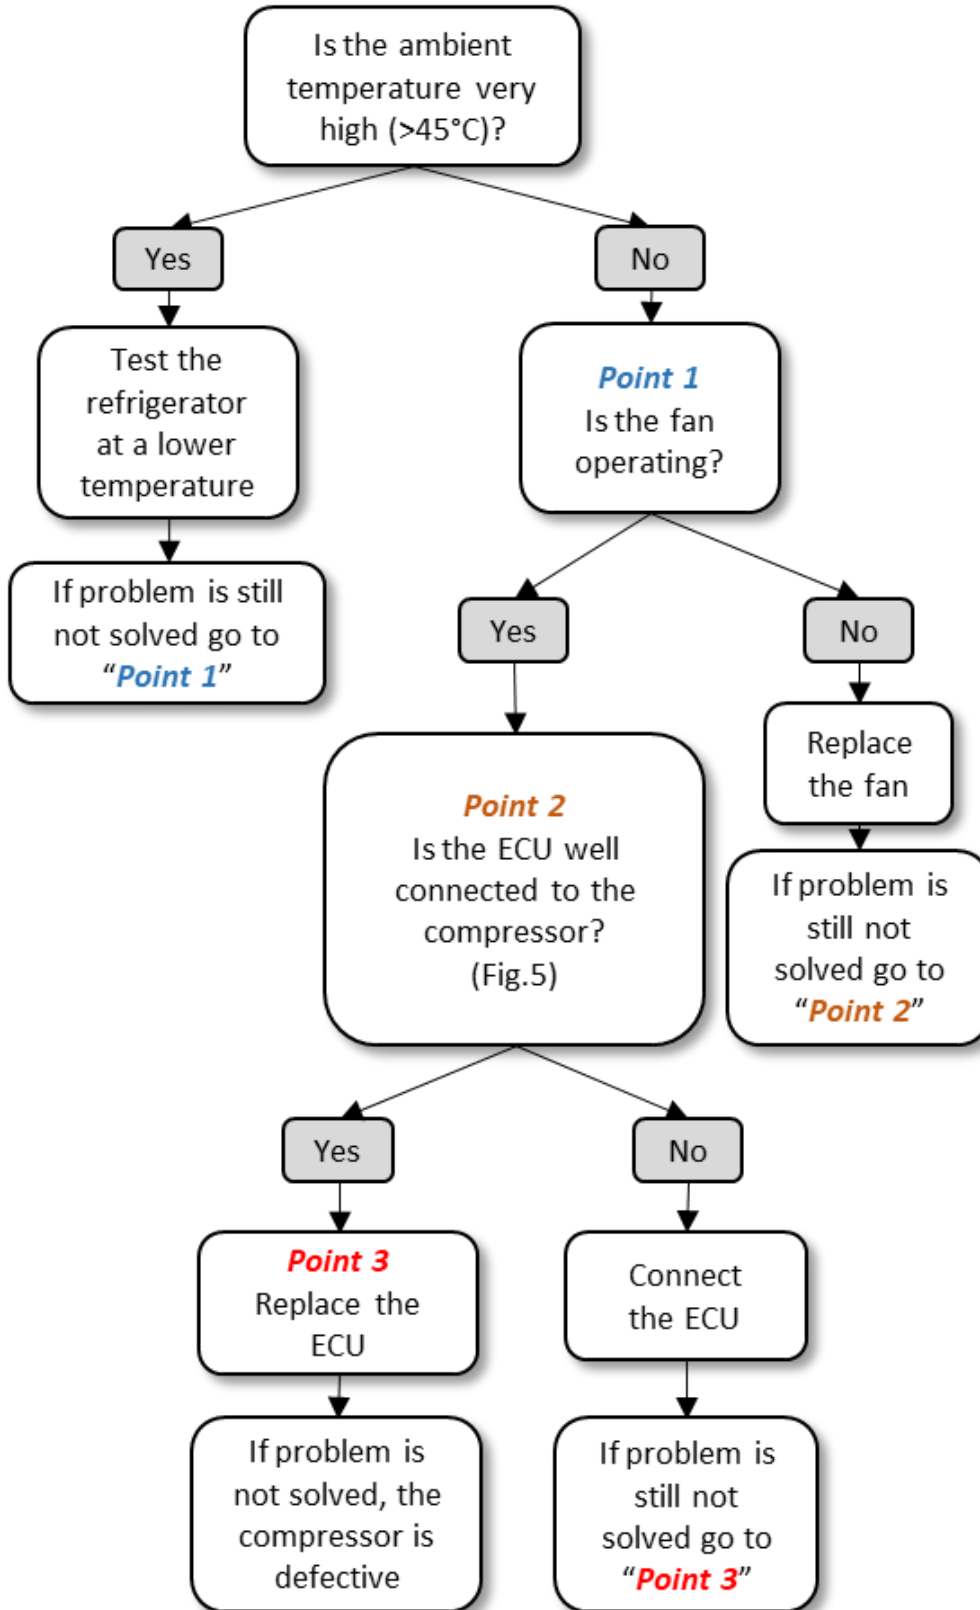 Is the ambient
temperature very
high (>45°C)?
Yes
No
Test the
refrigerator
at a lower
temperature
If problem is still
not solved go to
“Point 1”
Point 1
Is the fan
operating?
Yes
No
Replace
the fan
If problem is
still not
solved go to
“Point 2”
Point 2
Is the ECU well
connected to the
compressor?
(Fig.5)
Yes
No
Point 3
Replace the
ECU
If problem is
not solved, the
compressor is
defective
Connect
the ECU
If problem is
still not
solved go to
“Point 3”